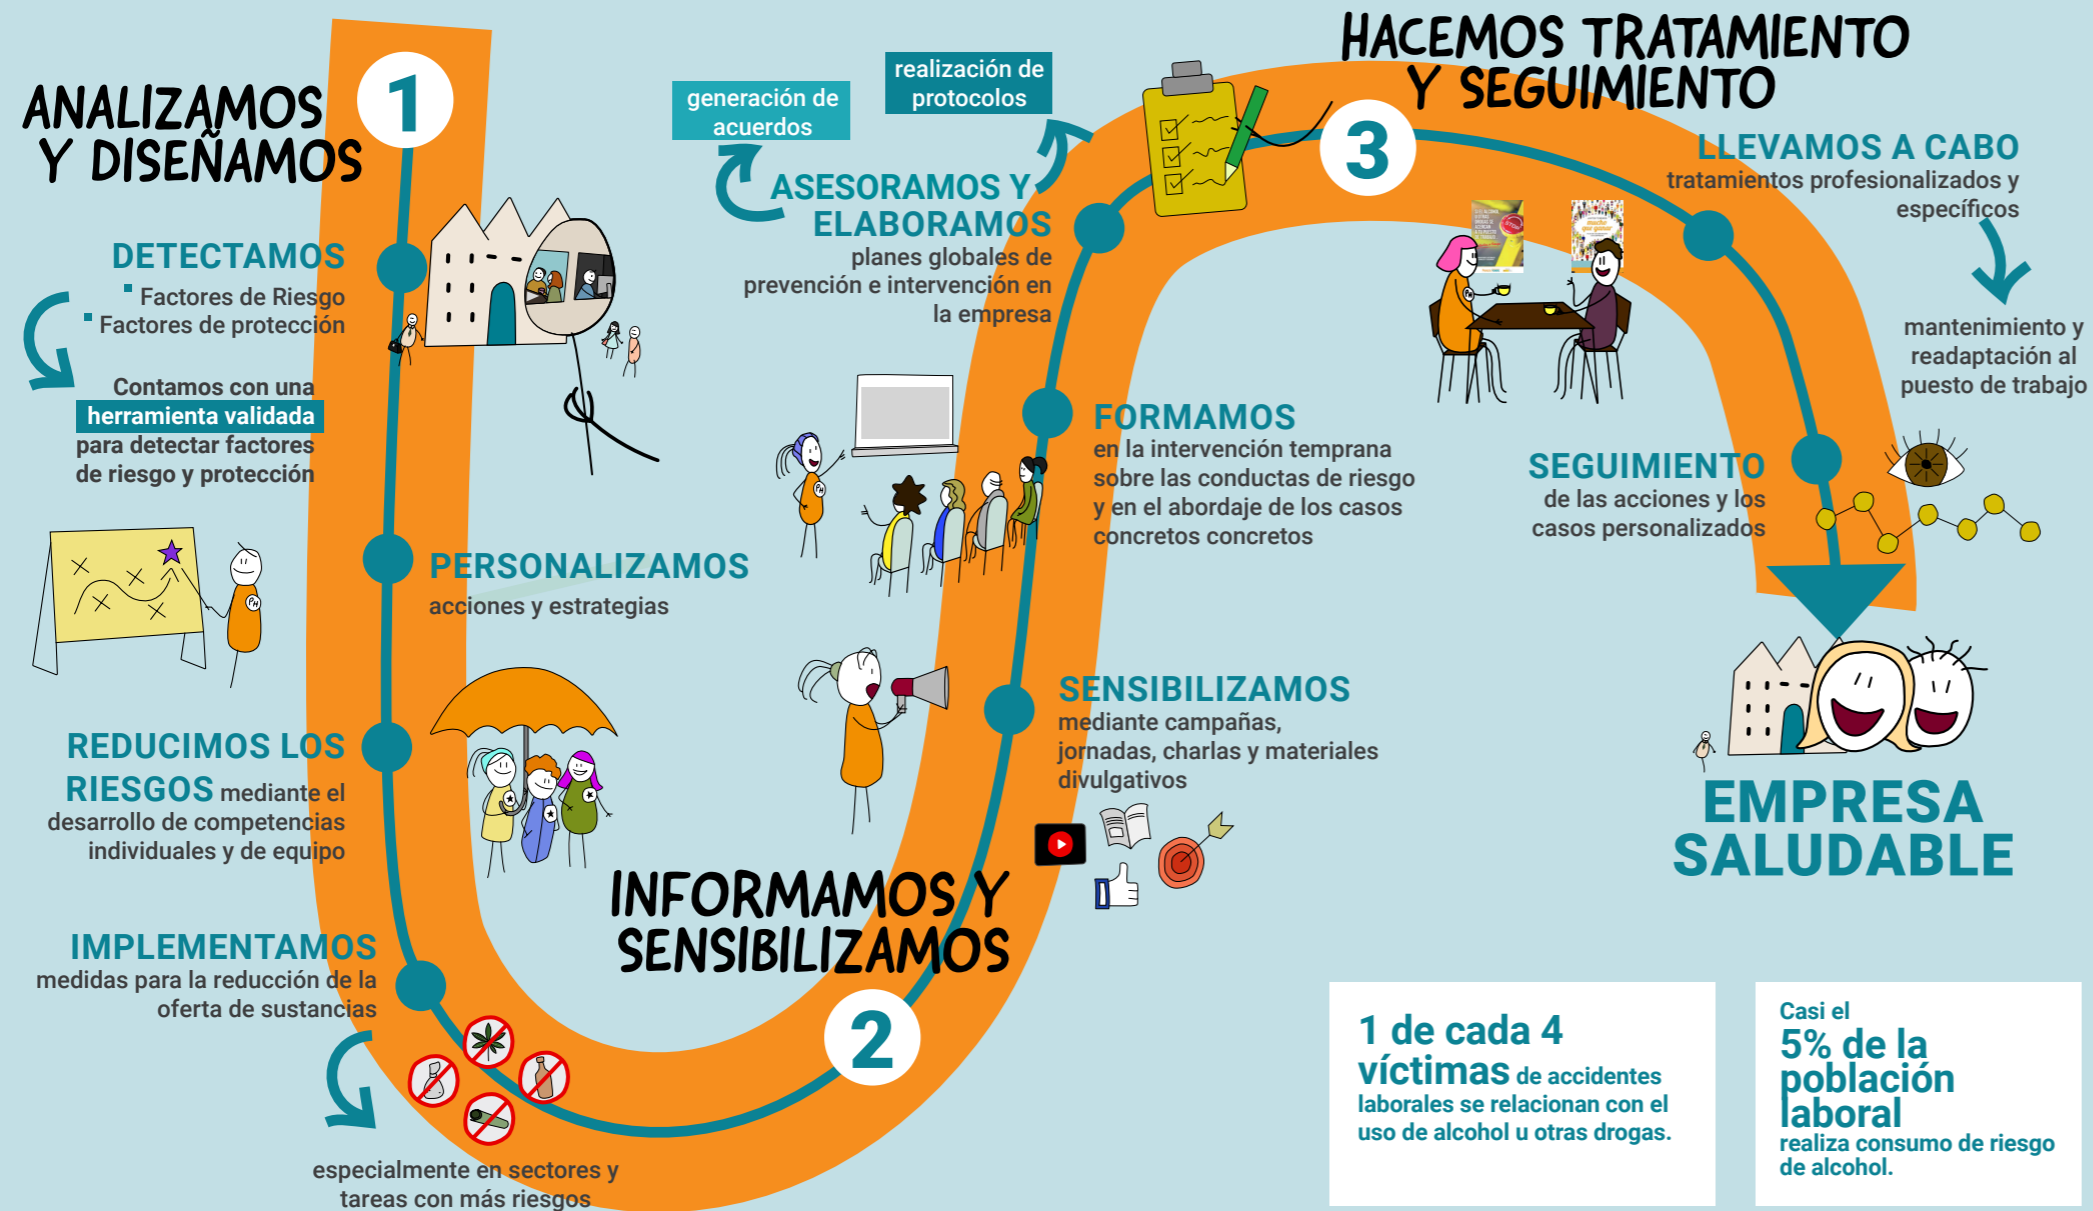 ANALIZAMOS
Y DISEÑAMOS
1
DETECTAMOS
Factores de Riesgo
Factores de protección
Contamos con una
herramienta validada
para detectar factores
de riesgo y protección
PERSONALIZAMOS
acciones y estrategias
REDUCIMOS LOS
RIESGOS mediante el
desarrollo de competencias
individuales y de equipo
IMPLEMENTAMOS
medidas para la reducción de la
oferta de sustancias
especialmente en sectores y
tareas con más riesgos
INFORMAMOS Y
SENSIBILIZAMOS
2
SENSIBILIZAMOS
mediante campañas,
jornadas, charlas y materiales
divulgativos
FORMAMOS
en la intervención temprana
sobre las conductas de riesgo
y en el abordaje de los casos
concretos concretos
ASESORAMOS Y
ELABORAMOS
planes globales de
prevención e intervención en
la empresa
generación de
acuerdos
realización de
protocolos
HACEMOS TRATAMIENTO
Y SEGUIMIENTO
3
LLEVAMOS A CABO
tratamientos profesionalizados y
específicos
mantenimiento y
readaptación al
puesto de trabajo
SEGUIMIENTO
de las acciones y los
casos personalizados
EMPRESA
SALUDABLE
1 de cada 4
víctimas de accidentes
laborales se relacionan con el
uso de alcohol u otras drogas.
Casi el
5% de la
población
laboral
realiza consumo de riesgo
de alcohol.